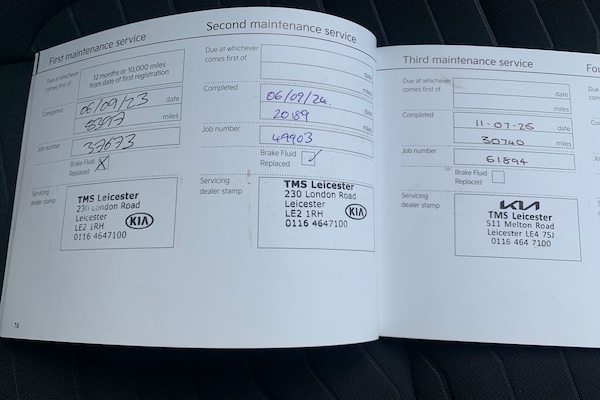 First maintenance service
Due at whichever comes first of
12 months or 10,000 miles
from date of first registration
Completed
06/09/23 date
miles
Job number
37673
Brake Fluid
Replaced X
Servicing
dealer stamp
TMS Leicester
230 London Road
Leicester
LE2 1RH
0116 4647100
KIA
16
Second maintenance service
Due at whichever
comes first of
date
miles
Completed
06/09/24 date
20189 miles
Job number
49903
Brake Fluid
Replaced ✓
Servicing
dealer stamp
TMS Leicester
230 London Road
Leicester
LE2 1RH
0116 4647100
KIA
Third maintenance service
Due at whichever
comes first of
date
miles
Completed
11-07-25 date
30740 miles
Job number
61894
Brake Fluid
Replaced
Servicing
dealer stamp
KIA
TMS Leicester
511 Melton Road
Leicester LE4 7SJ
0116 464 7100